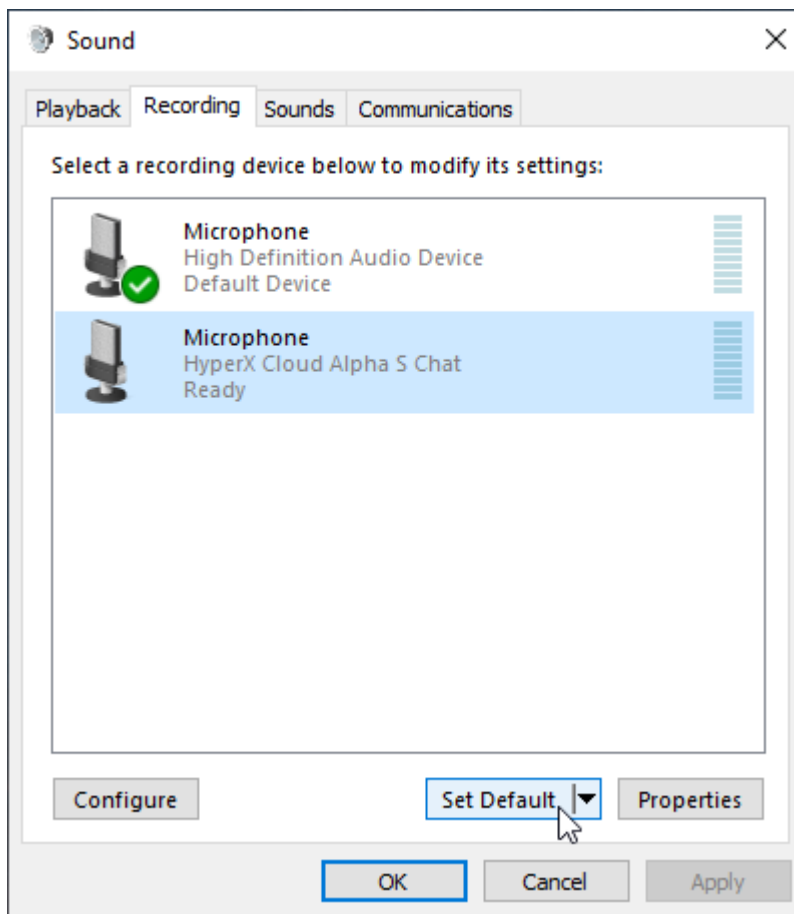 Sound
Playback Recording Sounds Communications
Select a recording device below to modify its settings:
Microphone
High Definition Audio Device
Default Device
Microphone
HyperX Cloud Alpha S Chat
Ready
Configure Set Default Properties
OK Cancel Apply